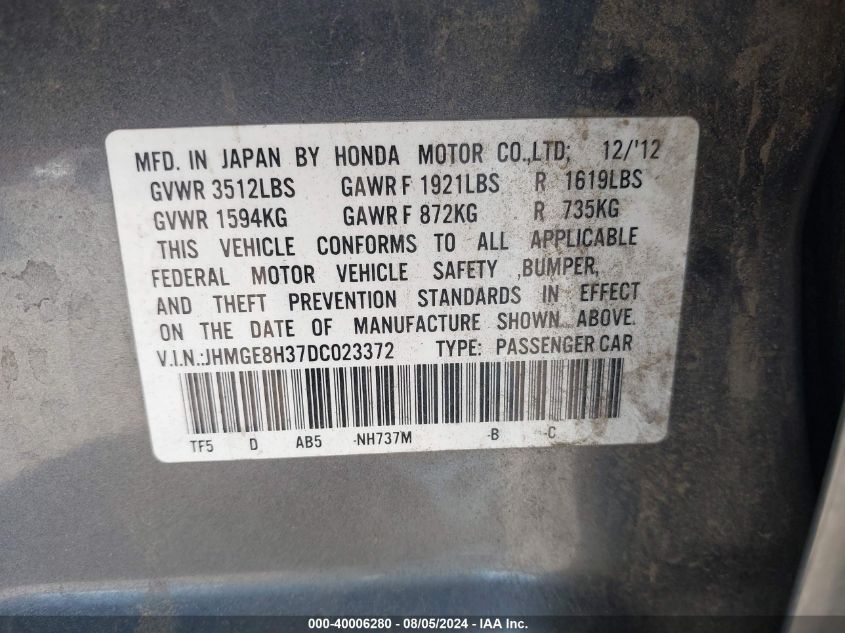 MFD. IN JAPAN BY HONDA MOTOR CO.,LTD; 12/'12
GVWR 3512LBS GAWR F 1921LBS R 1619LBS
GVWR 1594KG GAWR F 872KG R 735KG
THIS VEHICLE CONFORMS TO ALL APPLICABLE
FEDERAL MOTOR VEHICLE SAFETY ,BUMPER,
AND THEFT PREVENTION STANDARDS IN EFFECT
ON THE DATE OF MANUFACTURE SHOWN ABOVE.
V.I.N.:JHMGE8H37DC023372 TYPE: PASSENGER CAR
TF5 D AB5 -NH737M -B -C
000-40006280 - 08/05/2024 - IAA Inc.